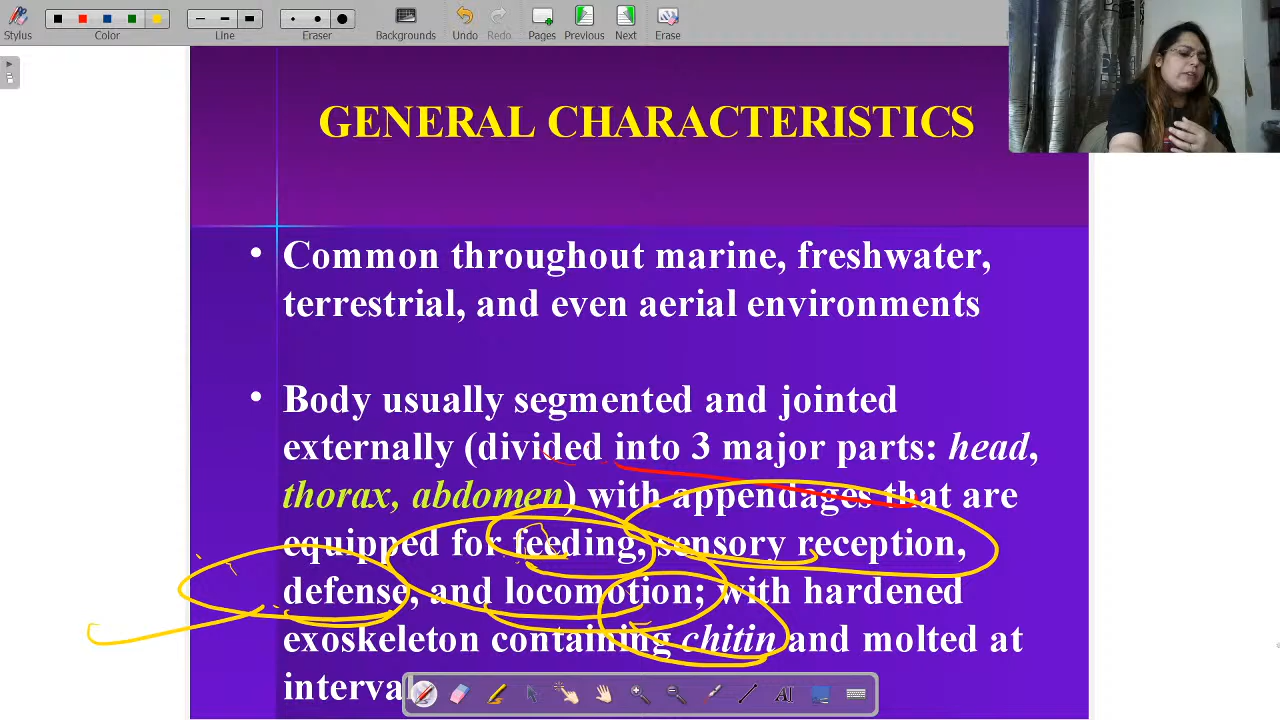 Stylus
Color
Line
Eraser
Backgrounds
Undo
Redo
Pages
Previous
Next
Erase
GENERAL CHARACTERISTICS
• Common throughout marine, freshwater,
terrestrial, and even aerial environments
• Body usually segmented and jointed
externally (divided into 3 major parts: head,
thorax, abdomen) with appendages that are
equipped for feeding, sensory reception,
defense, and locomotion; with hardened
exoskeleton containing chitin and molted at